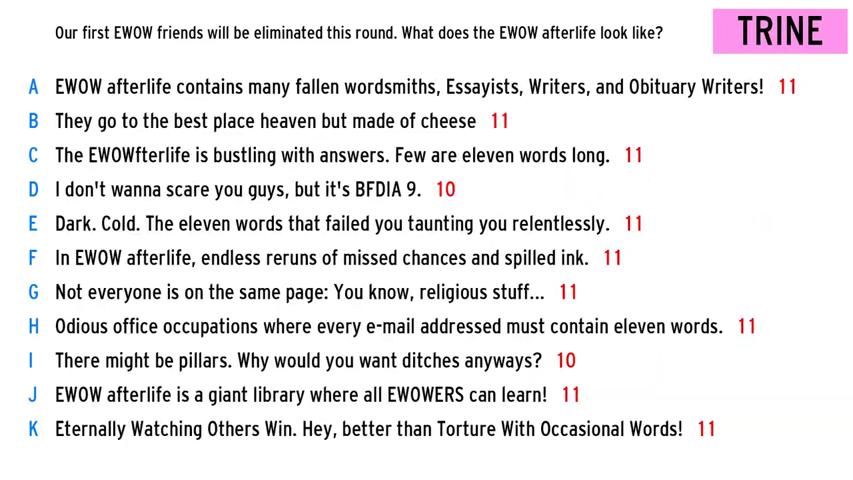 Our first EWOW friends will be eliminated this round. What does the EWOW afterlife look like?
TRINE
A EWOW afterlife contains many fallen wordsmiths, Essayists, Writers, and Obituary Writers! 11
B They go to the best place heaven but made of cheese 11
C The EWOWfterlife is bustling with answers. Few are eleven words long. 11
D I don't wanna scare you guys, but it's BFDIA 9. 10
E Dark. Cold. The eleven words that failed you taunting you relentlessly. 11
F In EWOW afterlife, endless reruns of missed chances and spilled ink. 11
G Not everyone is on the same page: You know, religious stuff... 11
H Odious office occupations where every e-mail addressed must contain eleven words. 11
I There might be pillars. Why would you want ditches anyways? 10
J EWOW afterlife is a giant library where all EWOWERS can learn! 11
K Eternally Watching Others Win. Hey, better than Torture With Occasional Words! 11